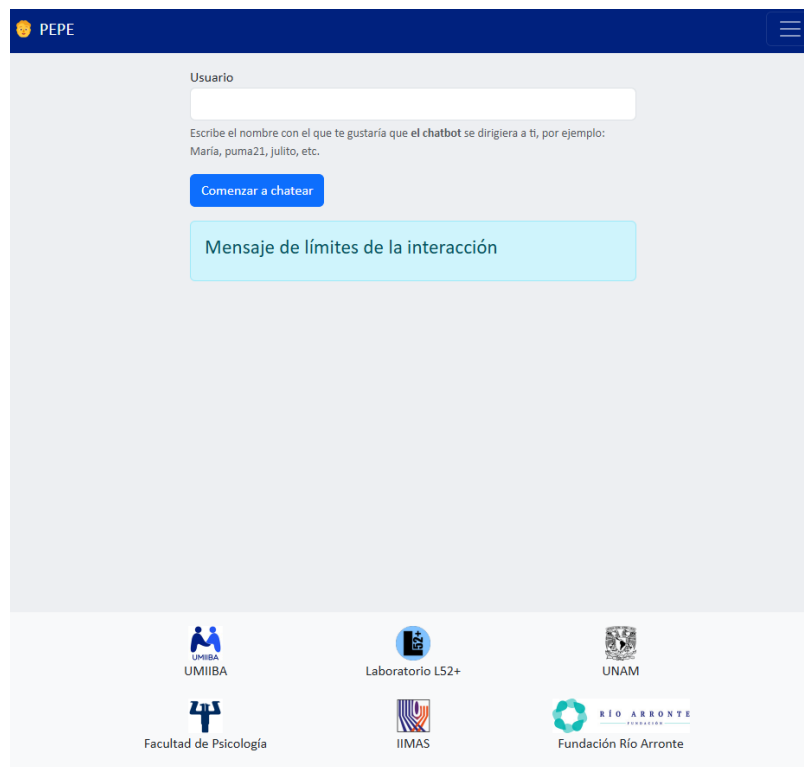 PEPE
Usuario
Escribe el nombre con el que te gustaría que el chatbot se dirigiera a ti, por ejemplo:
María, puma21, julito, etc.
Comenzar a chatear
Mensaje de límites de la interacción
UMIIBA
UMIIBA
L52+
Laboratorio L52+
UNAM
Facultad de Psicología
IIMAS
RÍO ARRONTE
FUNDACIÓN
Fundación Río Arronte